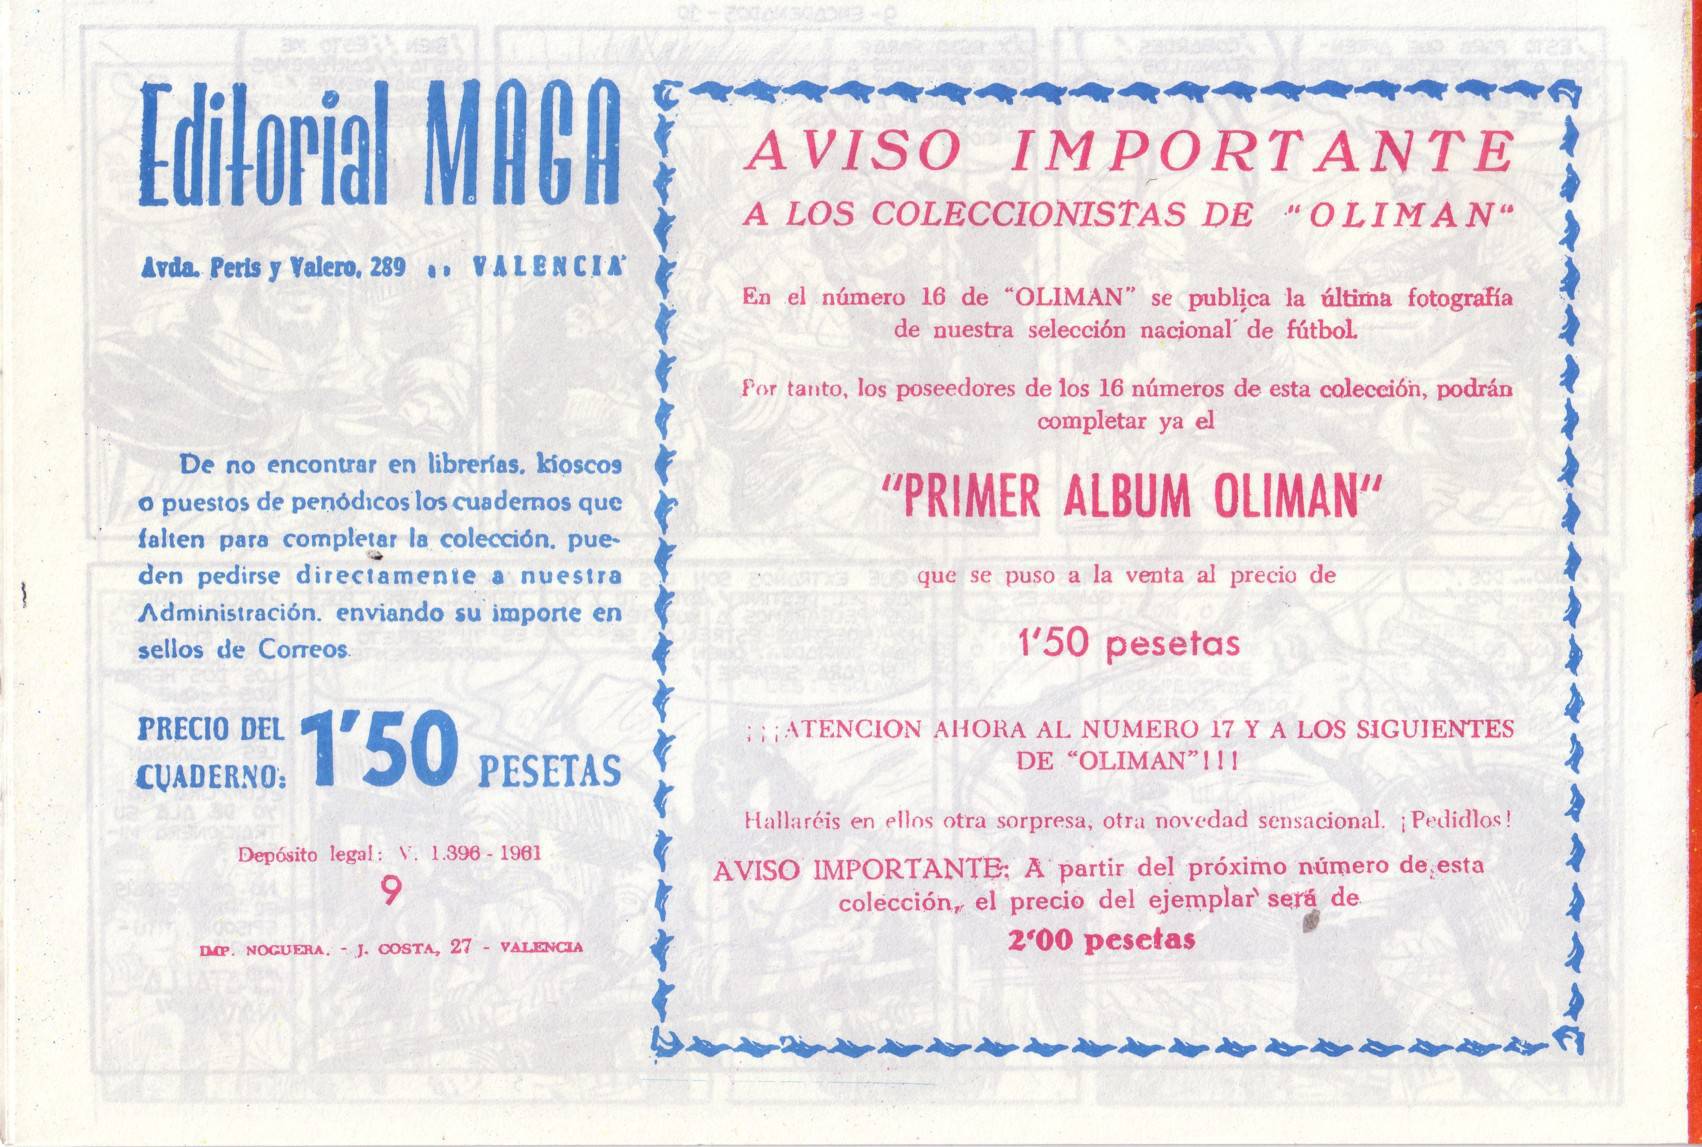 Editorial MAGA
Avda. Peris y Valero, 289 .. VALENCIA
De no encontrar en librerías, kioscos
o puestos de periódicos los cuadernos que
falten para completar la colección, pue-
den pedirse directamente a nuestra
Administración, enviando su importe en
sellos de Correos.
PRECIO DEL
CUADERNO: 1'50 PESETAS
Depósito legal: V. 1.396 - 1961
9
IMP. NOGUERA. - J. COSTA, 27 - VALENCIA
AVISO IMPORTANTE
A LOS COLECCIONISTAS DE "OLIMAN"
En el número 16 de "OLIMAN" se publica la última fotografía
de nuestra selección nacional de fútbol.
Por tanto, los poseedores de los 16 números de esta colección, podrán
completar ya el
"PRIMER ALBUM OLIMAN"
que se puso a la venta al precio de
1'50 pesetas
¡¡¡ATENCION AHORA AL NUMERO 17 Y A LOS SIGUIENTES
DE "OLIMAN"!!!
Hallaréis en ellos otra sorpresa, otra novedad sensacional. ¡Pedidlos!
AVISO IMPORTANTE: A partir del próximo número de esta
colección, el precio del ejemplar será de
2'00 pesetas